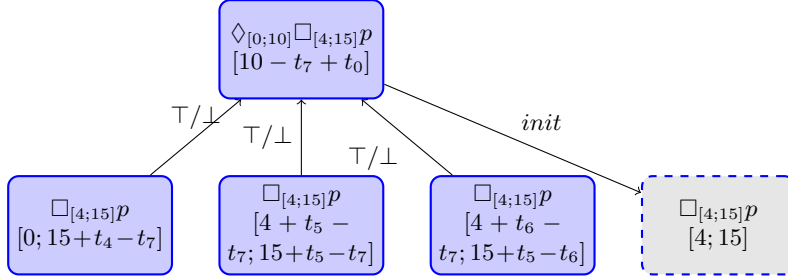 ◇[0;10]□[4;15]p
[10 − t7 + t0]
⊤/⊥
⊤/⊥
⊤/⊥
init
□[4;15]p
[0; 15+t4−t7]
□[4;15]p
[4 + t5 −
t7; 15+t5−t7]
□[4;15]p
[4 + t6 −
t7; 15+t5−t6]
□[4;15]p
[4; 15]